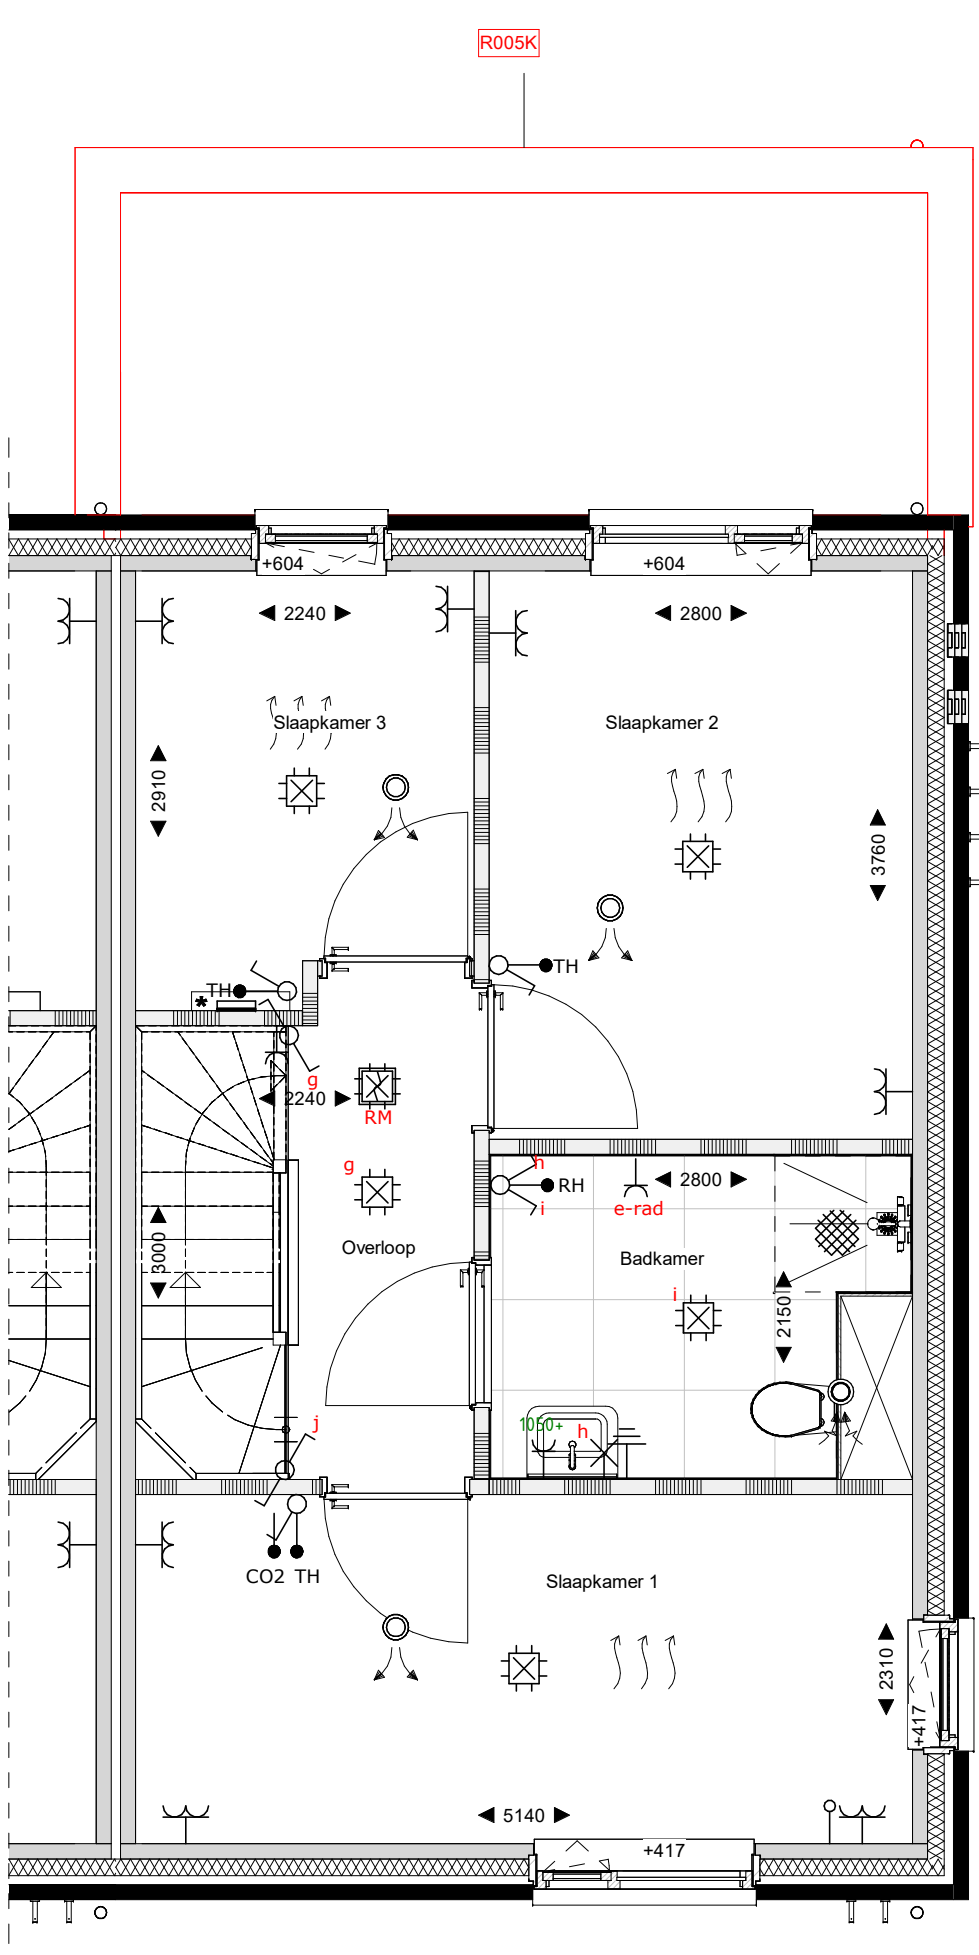 R005K
+604
+604
2240
2800
Slaapkamer 3
Slaapkamer 2
2910
3760
TH
TH
*
g
2240
RM
g
h
RH
i
e-rad
2800
Overloop
3000
Badkamer
i
2150
j
1050+
h
CO2 TH
Slaapkamer 1
2310
+417
5140
+417